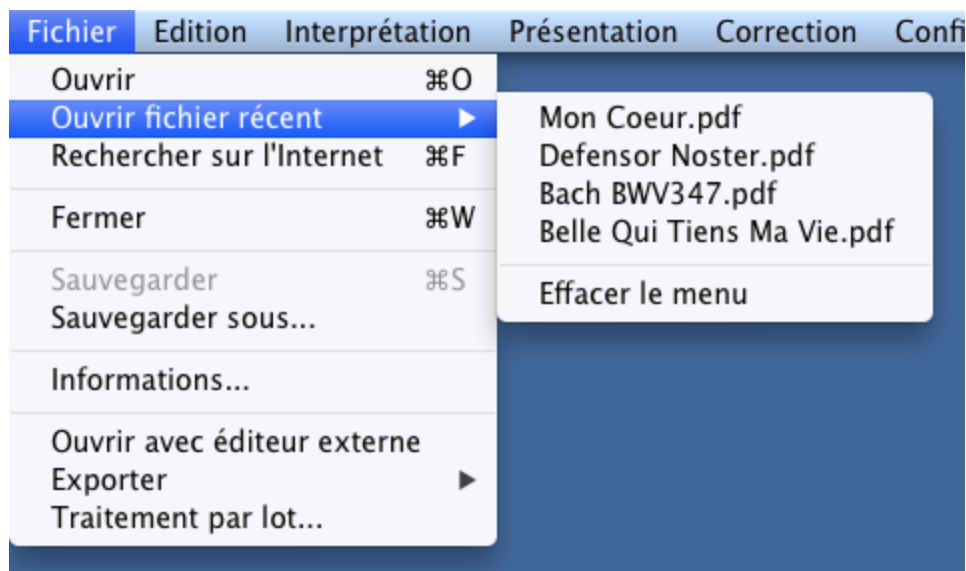 Fichier Edition Interprétation Présentation Correction
Ouvrir ⌘O
Ouvrir fichier récent ▶
Rechercher sur l'Internet ⌘F
Fermer ⌘W
Sauvegarder ⌘S
Sauvegarder sous...
Informations...
Ouvrir avec éditeur externe
Exporter ▶
Traitement par lot...
Mon Coeur.pdf
Defensor Noster.pdf
Bach BWV347.pdf
Belle Qui Tiens Ma Vie.pdf
Effacer le menu